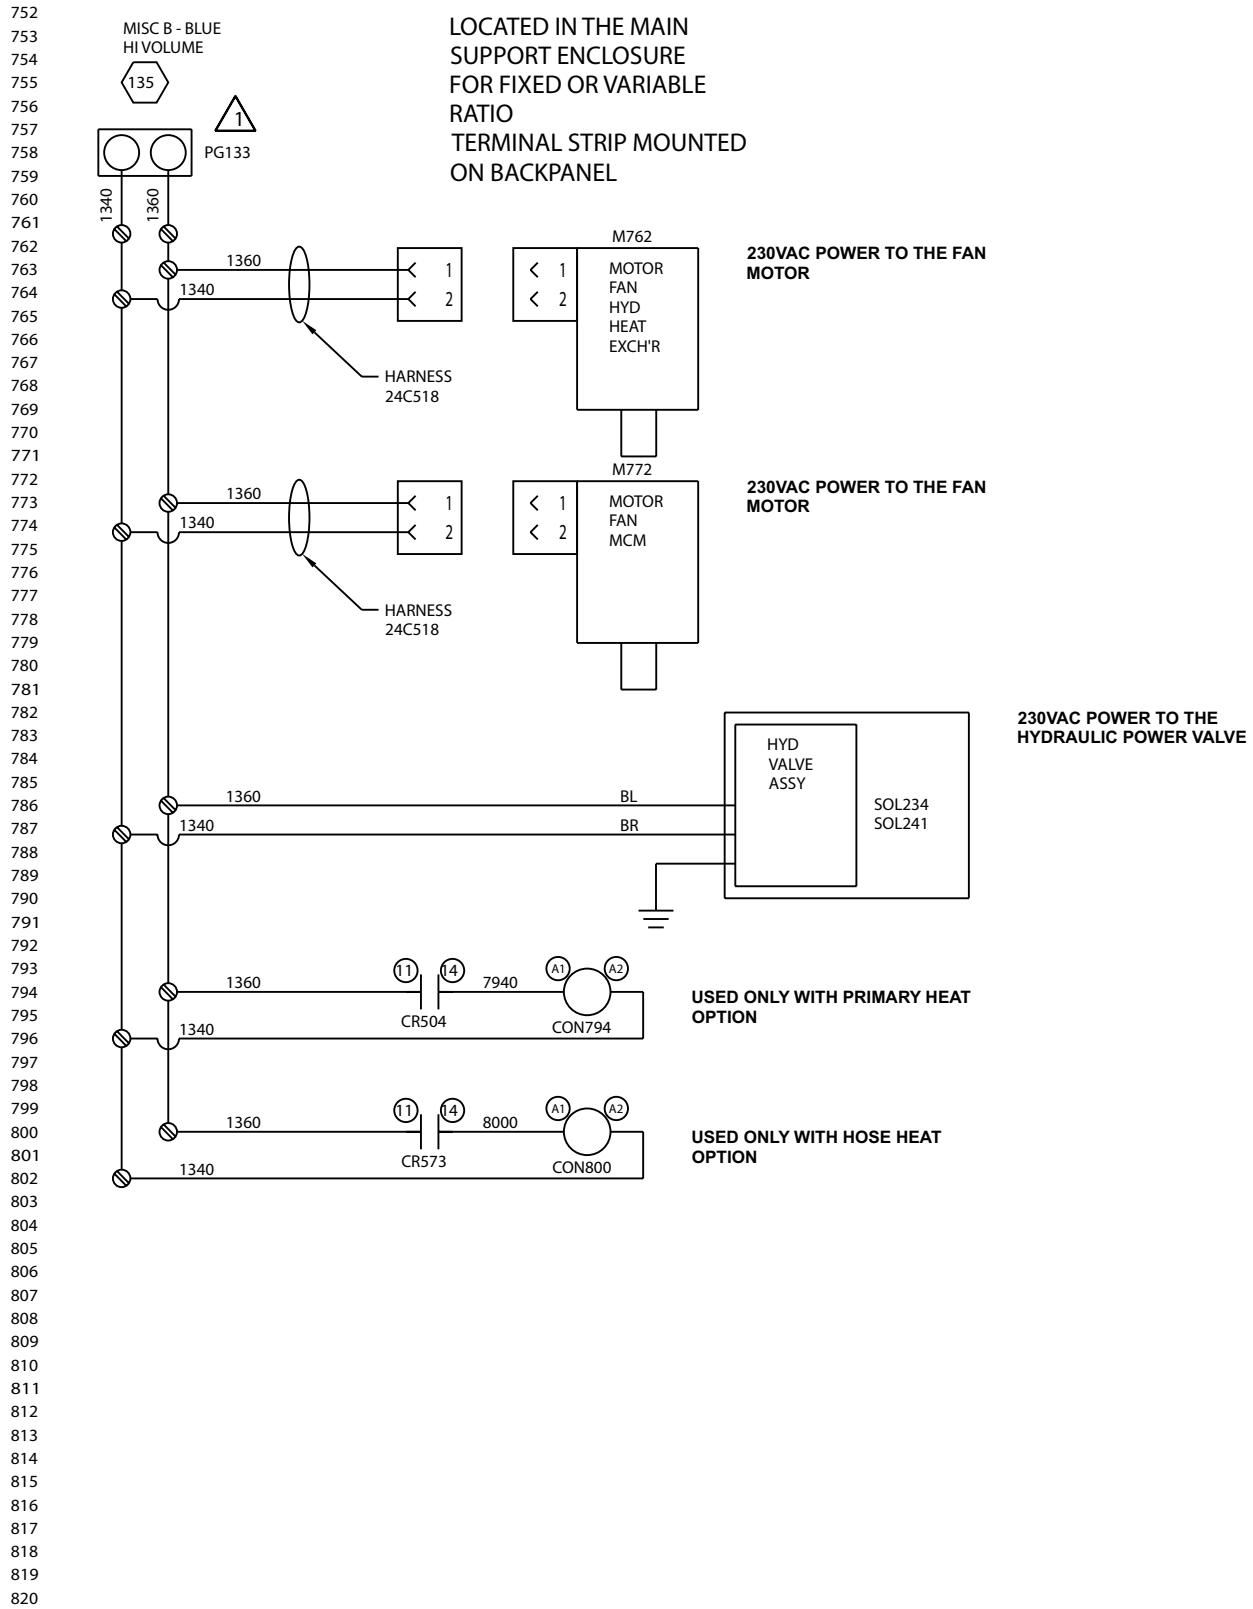 752
753
754
755
756
757
758
759
760
761
762
763
764
765
766
767
768
769
770
771
772
773
774
775
776
777
778
779
780
781
782
783
784
785
786
787
788
789
790
791
792
793
794
795
796
797
798
799
800
801
802
803
804
805
806
807
808
809
810
811
812
813
814
815
816
817
818
819
820
MISC B - BLUE
HI VOLUME
135
1
PG133
1340
1360
LOCATED IN THE MAIN
SUPPORT ENCLOSURE
FOR FIXED OR VARIABLE
RATIO
TERMINAL STRIP MOUNTED
ON BACKPANEL
1360
1340
1
2
HARNESS
24C518
M762
1
2
MOTOR
FAN
HYD
HEAT
EXCH'R
230VAC POWER TO THE FAN
MOTOR
1360
1340
1
2
HARNESS
24C518
M772
1
2
MOTOR
FAN
MCM
230VAC POWER TO THE FAN
MOTOR
1360
BL
1340
BR
HYD
VALVE
ASSY
SOL234
SOL241
230VAC POWER TO THE
HYDRAULIC POWER VALVE
1360
11
14
CR504
7940
A1
A2
CON794
1340
USED ONLY WITH PRIMARY HEAT
OPTION
1360
11
14
CR573
8000
A1
A2
CON800
1340
USED ONLY WITH HOSE HEAT
OPTION